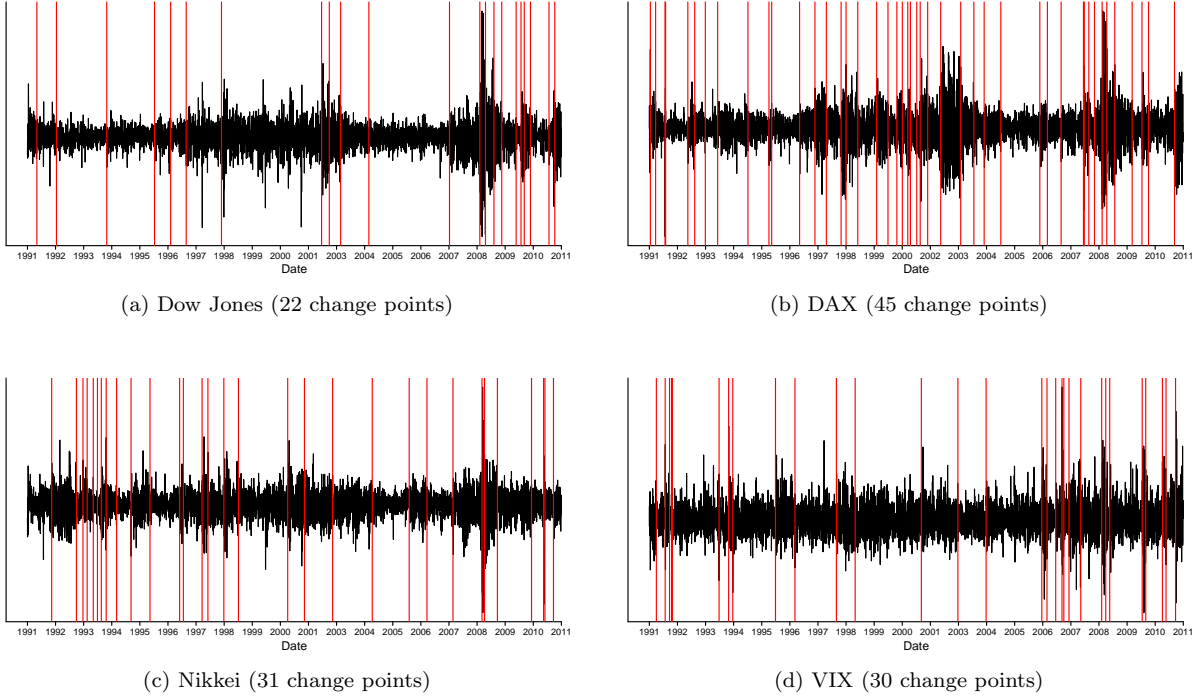 1991 1992 1993 1994 1995 1996 1997 1998 1999 2000 2002 2003 2004 2005 2006 2007 2008 2009 2010 2011
Date
(a) Dow Jones (22 change points)
1991 1992 1993 1994 1995 1996 1997 1998 1999 2000 2002 2003 2004 2005 2006 2007 2008 2009 2010 2011
Date
(b) DAX (45 change points)
1991 1992 1993 1994 1995 1996 1997 1998 1999 2000 2002 2003 2004 2005 2006 2007 2008 2009 2010 2011
Date
(c) Nikkei (31 change points)
1991 1992 1993 1994 1995 1996 1997 1998 1999 2000 2002 2003 2004 2005 2006 2007 2008 2009 2010 2011
Date
(d) VIX (30 change points)